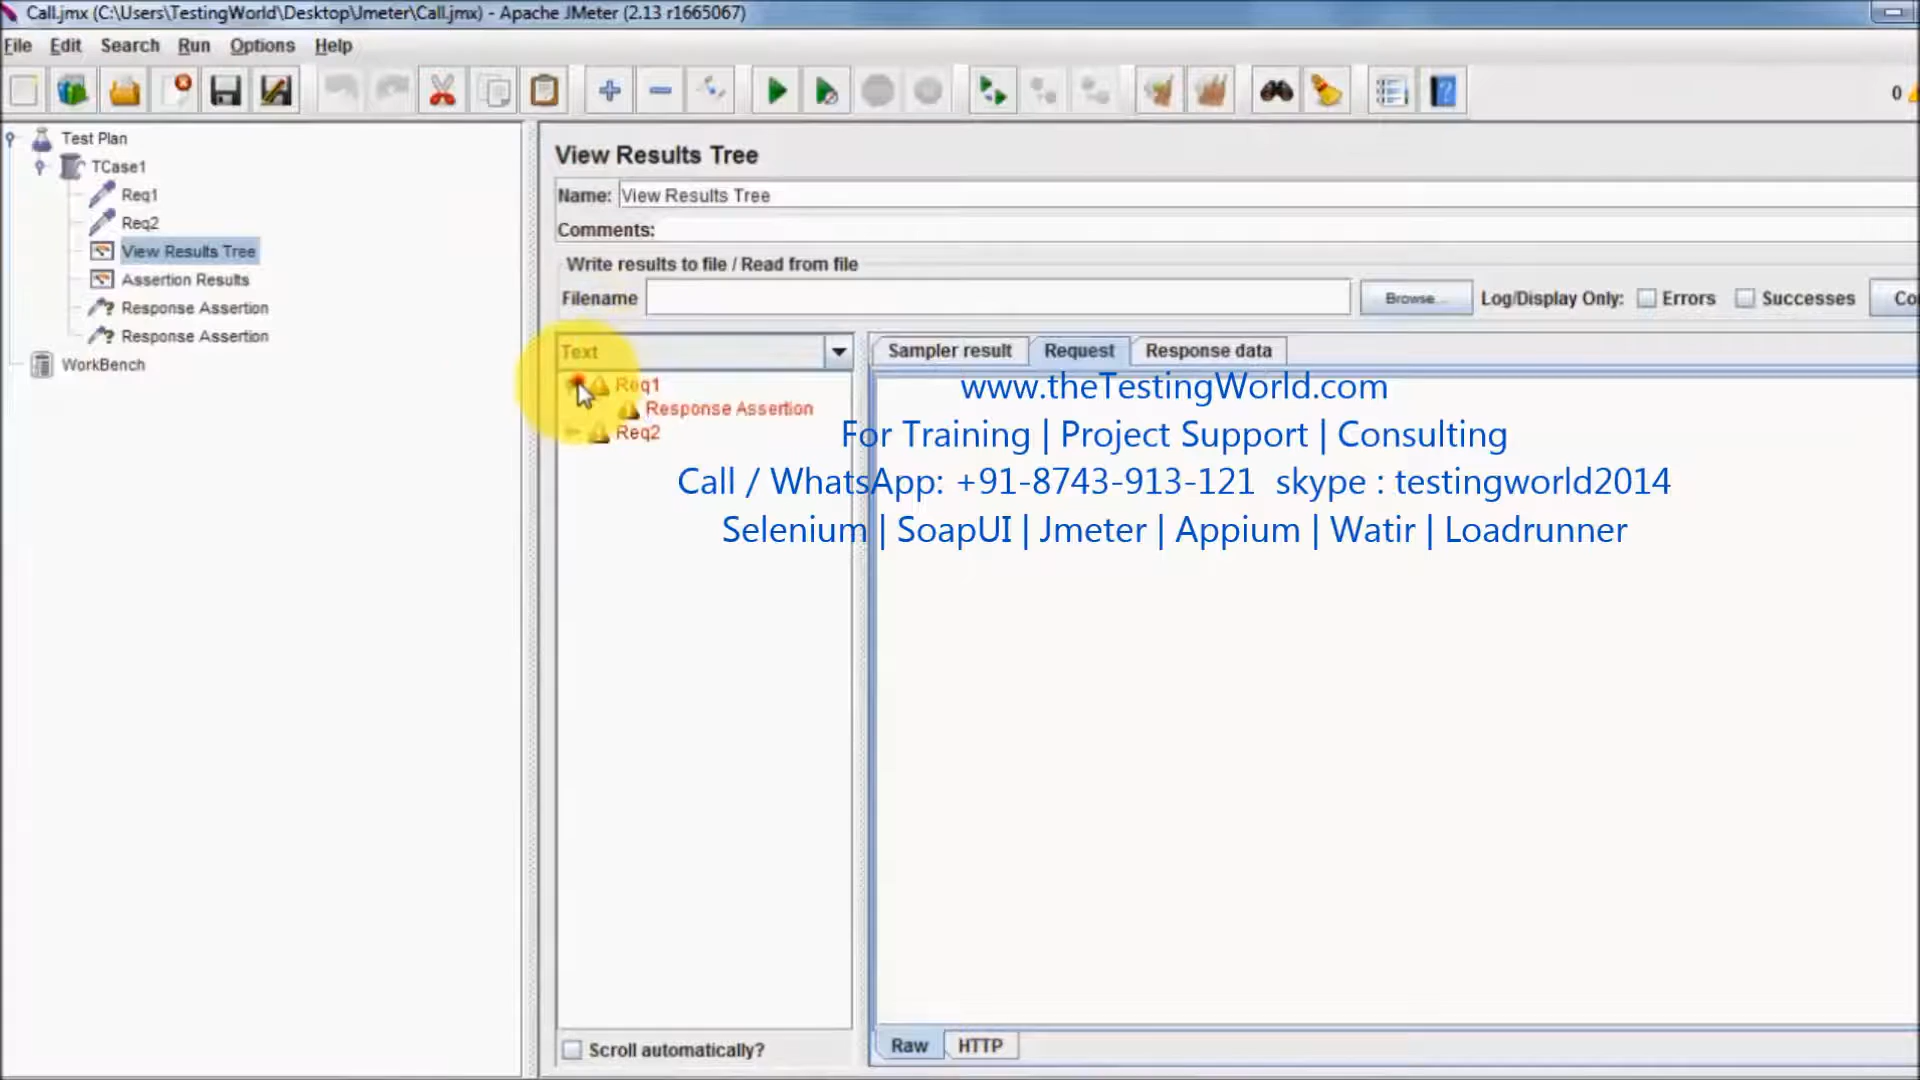 Call.jmx (C:\Users\TestingWorld\Desktop\Jmeter\Call.jmx) - Apache JMeter (2.13 r1665067)
File Edit Search Run Options Help
0
Test Plan
TCase1
Req1
Req2
View Results Tree
Assertion Results
Response Assertion
Response Assertion
WorkBench
View Results Tree
Name: View Results Tree
Comments:
Write results to file / Read from file
Filename Browse... Log/Display Only: Errors Successes Co
Text
Req1
Response Assertion
Req2
Scroll automatically?
Sampler result Request Response data
www.theTestingWorld.com
For Training | Project Support | Consulting
Call / WhatsApp: +91-8743-913-121 skype : testingworld2014
Selenium | SoapUI | Jmeter | Appium | Watir | Loadrunner
Raw HTTP